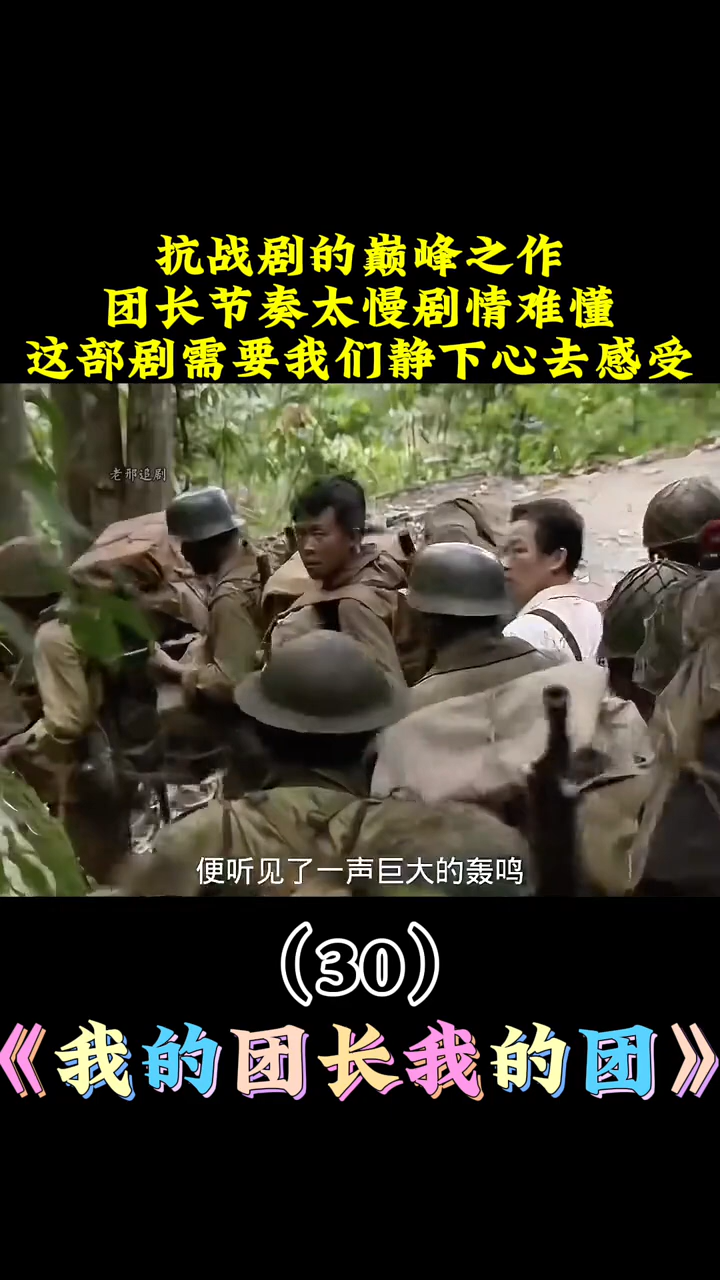 抗战剧的巅峰之作
团长节奏太慢剧情难懂
这部剧需要我们静下心去感受
老邪追剧
便听见了一声巨大的轰鸣
（30）
《我的团长我的团》